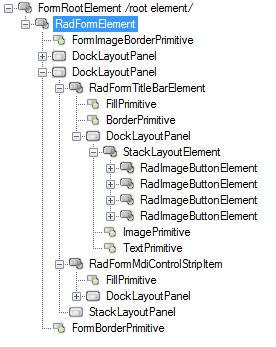 FormRootElement /root element/
RadFormElement
FormImageBorderPrimitive
DockLayoutPanel
DockLayoutPanel
RadFormTitleBarElement
FillPrimitive
BorderPrimitive
DockLayoutPanel
StackLayoutElement
RadImageButtonElement
RadImageButtonElement
RadImageButtonElement
RadImageButtonElement
ImagePrimitive
TextPrimitive
RadFormMdiControlStripItem
FillPrimitive
DockLayoutPanel
StackLayoutPanel
FormBorderPrimitive